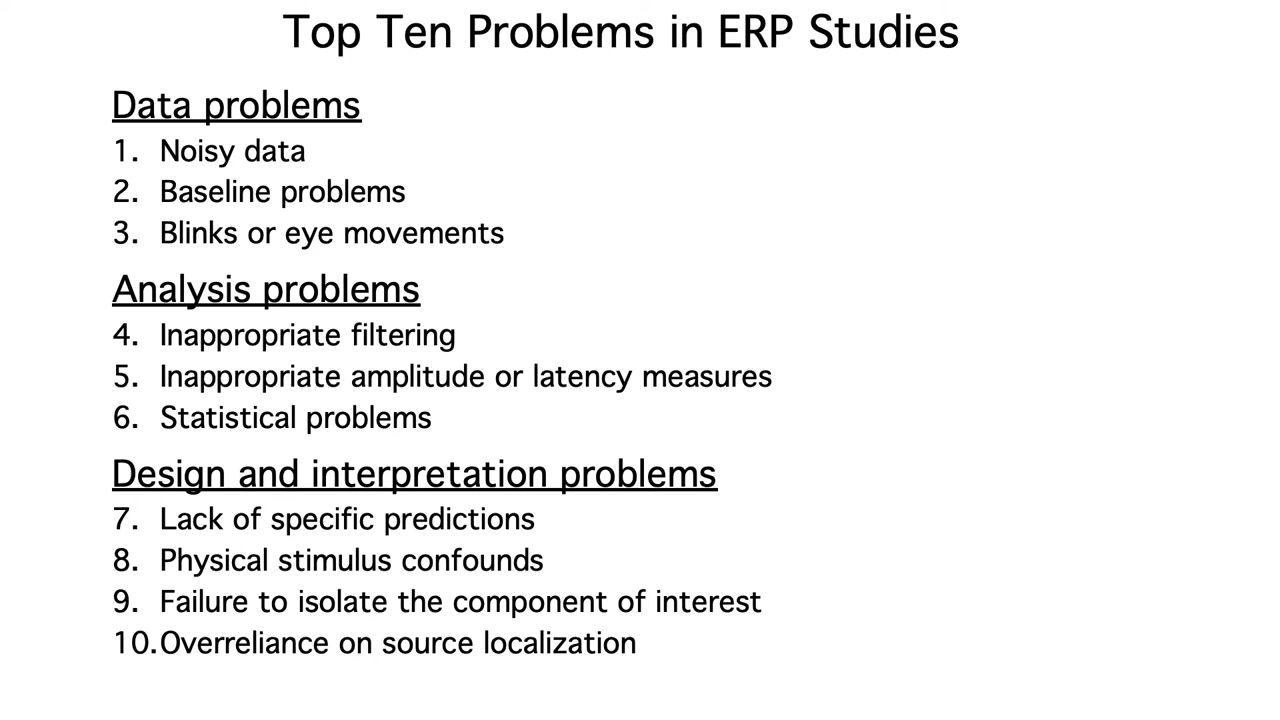 Top Ten Problems in ERP Studies
Data problems
1. Noisy data
2. Baseline problems
3. Blinks or eye movements
Analysis problems
4. Inappropriate filtering
5. Inappropriate amplitude or latency measures
6. Statistical problems
Design and interpretation problems
7. Lack of specific predictions
8. Physical stimulus confounds
9. Failure to isolate the component of interest
10. Overreliance on source localization